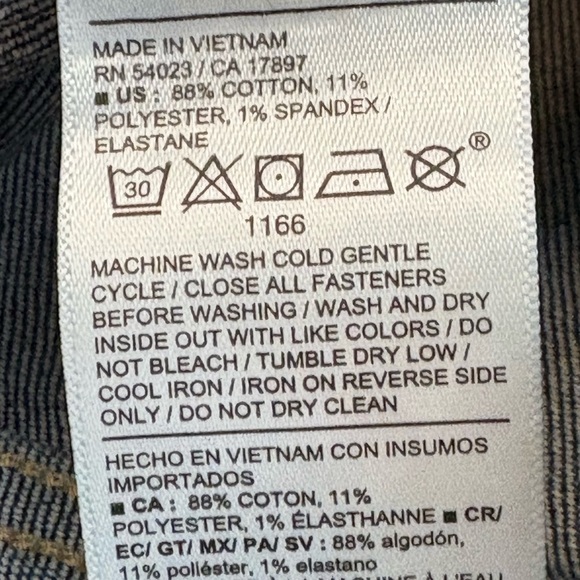 MADE IN VIETNAM
RN 54023 / CA 17897
■ US : 88% COTTON, 11%
POLYESTER, 1% SPANDEX /
ELASTANE
30 ®
1166
MACHINE WASH COLD GENTLE
CYCLE / CLOSE ALL FASTENERS
BEFORE WASHING / WASH AND DRY
INSIDE OUT WITH LIKE COLORS / DO
NOT BLEACH / TUMBLE DRY LOW /
COOL IRON / IRON ON REVERSE SIDE
ONLY / DO NOT DRY CLEAN
HECHO EN VIETNAM CON INSUMOS
IMPORTADOS
■ CA : 88% COTON, 11%
POLYESTER, 1% ÉLASTHANNE ■ CR/
EC/ GT/ MX/ PA/ SV : 88% algodón,
11% poliéster, 1% elastano
MACHINE À L'EAU